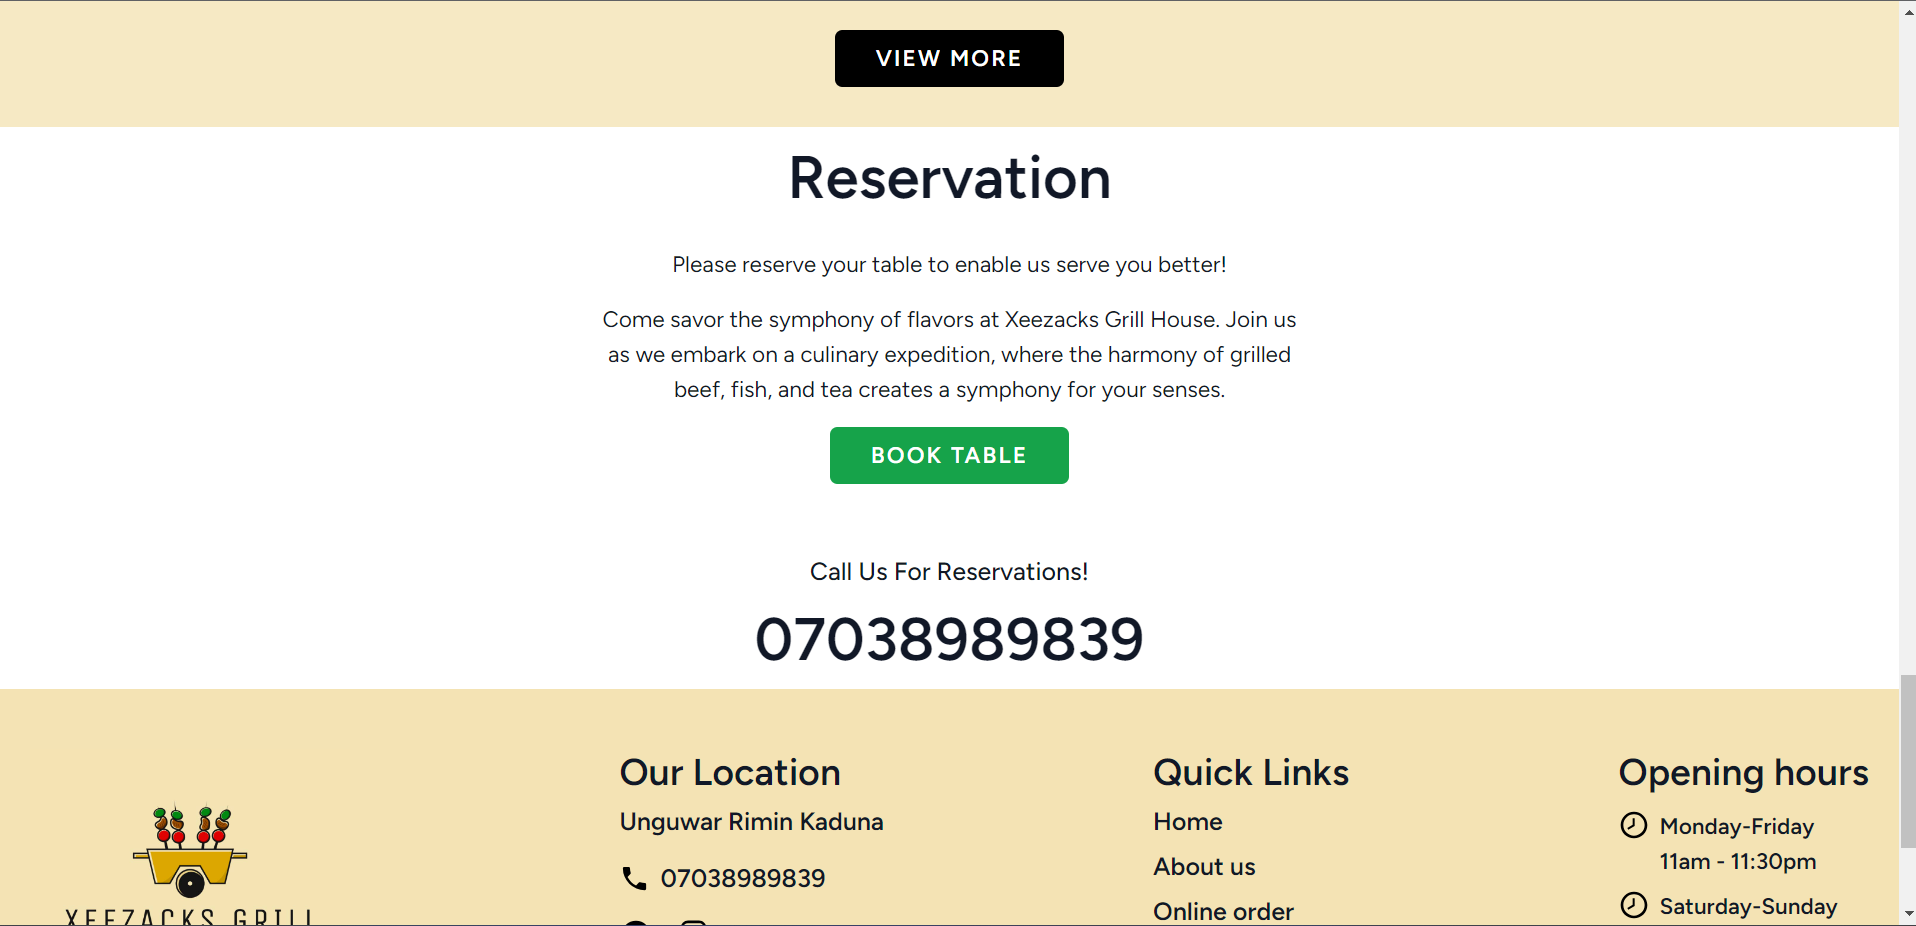 VIEW MORE
Reservation
Please reserve your table to enable us serve you better!
Come savor the symphony of flavors at Xeezacks Grill House. Join us
as we embark on a culinary expedition, where the harmony of grilled
beef, fish, and tea creates a symphony for your senses.
BOOK TABLE
Call Us For Reservations!
07038989839
XEEZACKS GRILL
Our Location
Unguwar Rimin Kaduna
07038989839
Quick Links
Home
About us
Online order
Opening hours
Monday-Friday
11am - 11:30pm
Saturday-Sunday